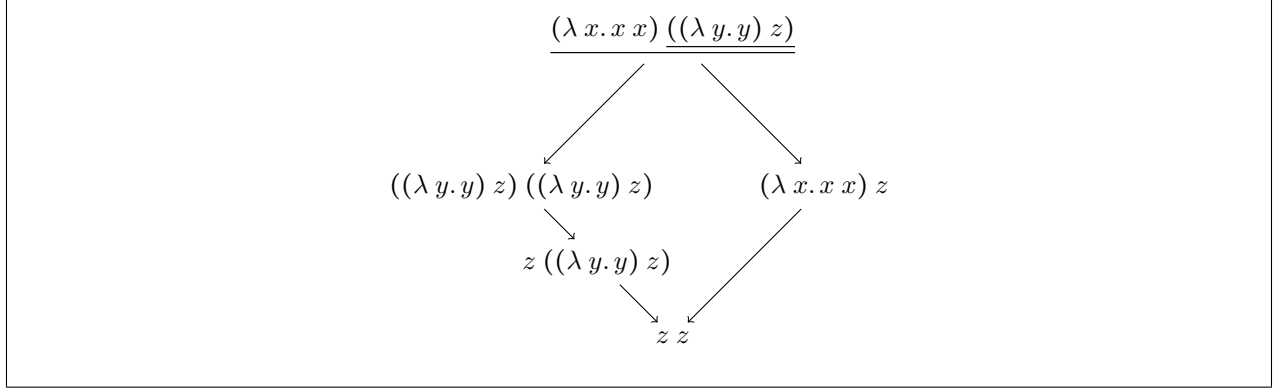 (λ x. x x) ((λ y. y) z)
((λ y. y) z) ((λ y. y) z) (λ x. x x) z
z ((λ y. y) z)
z z